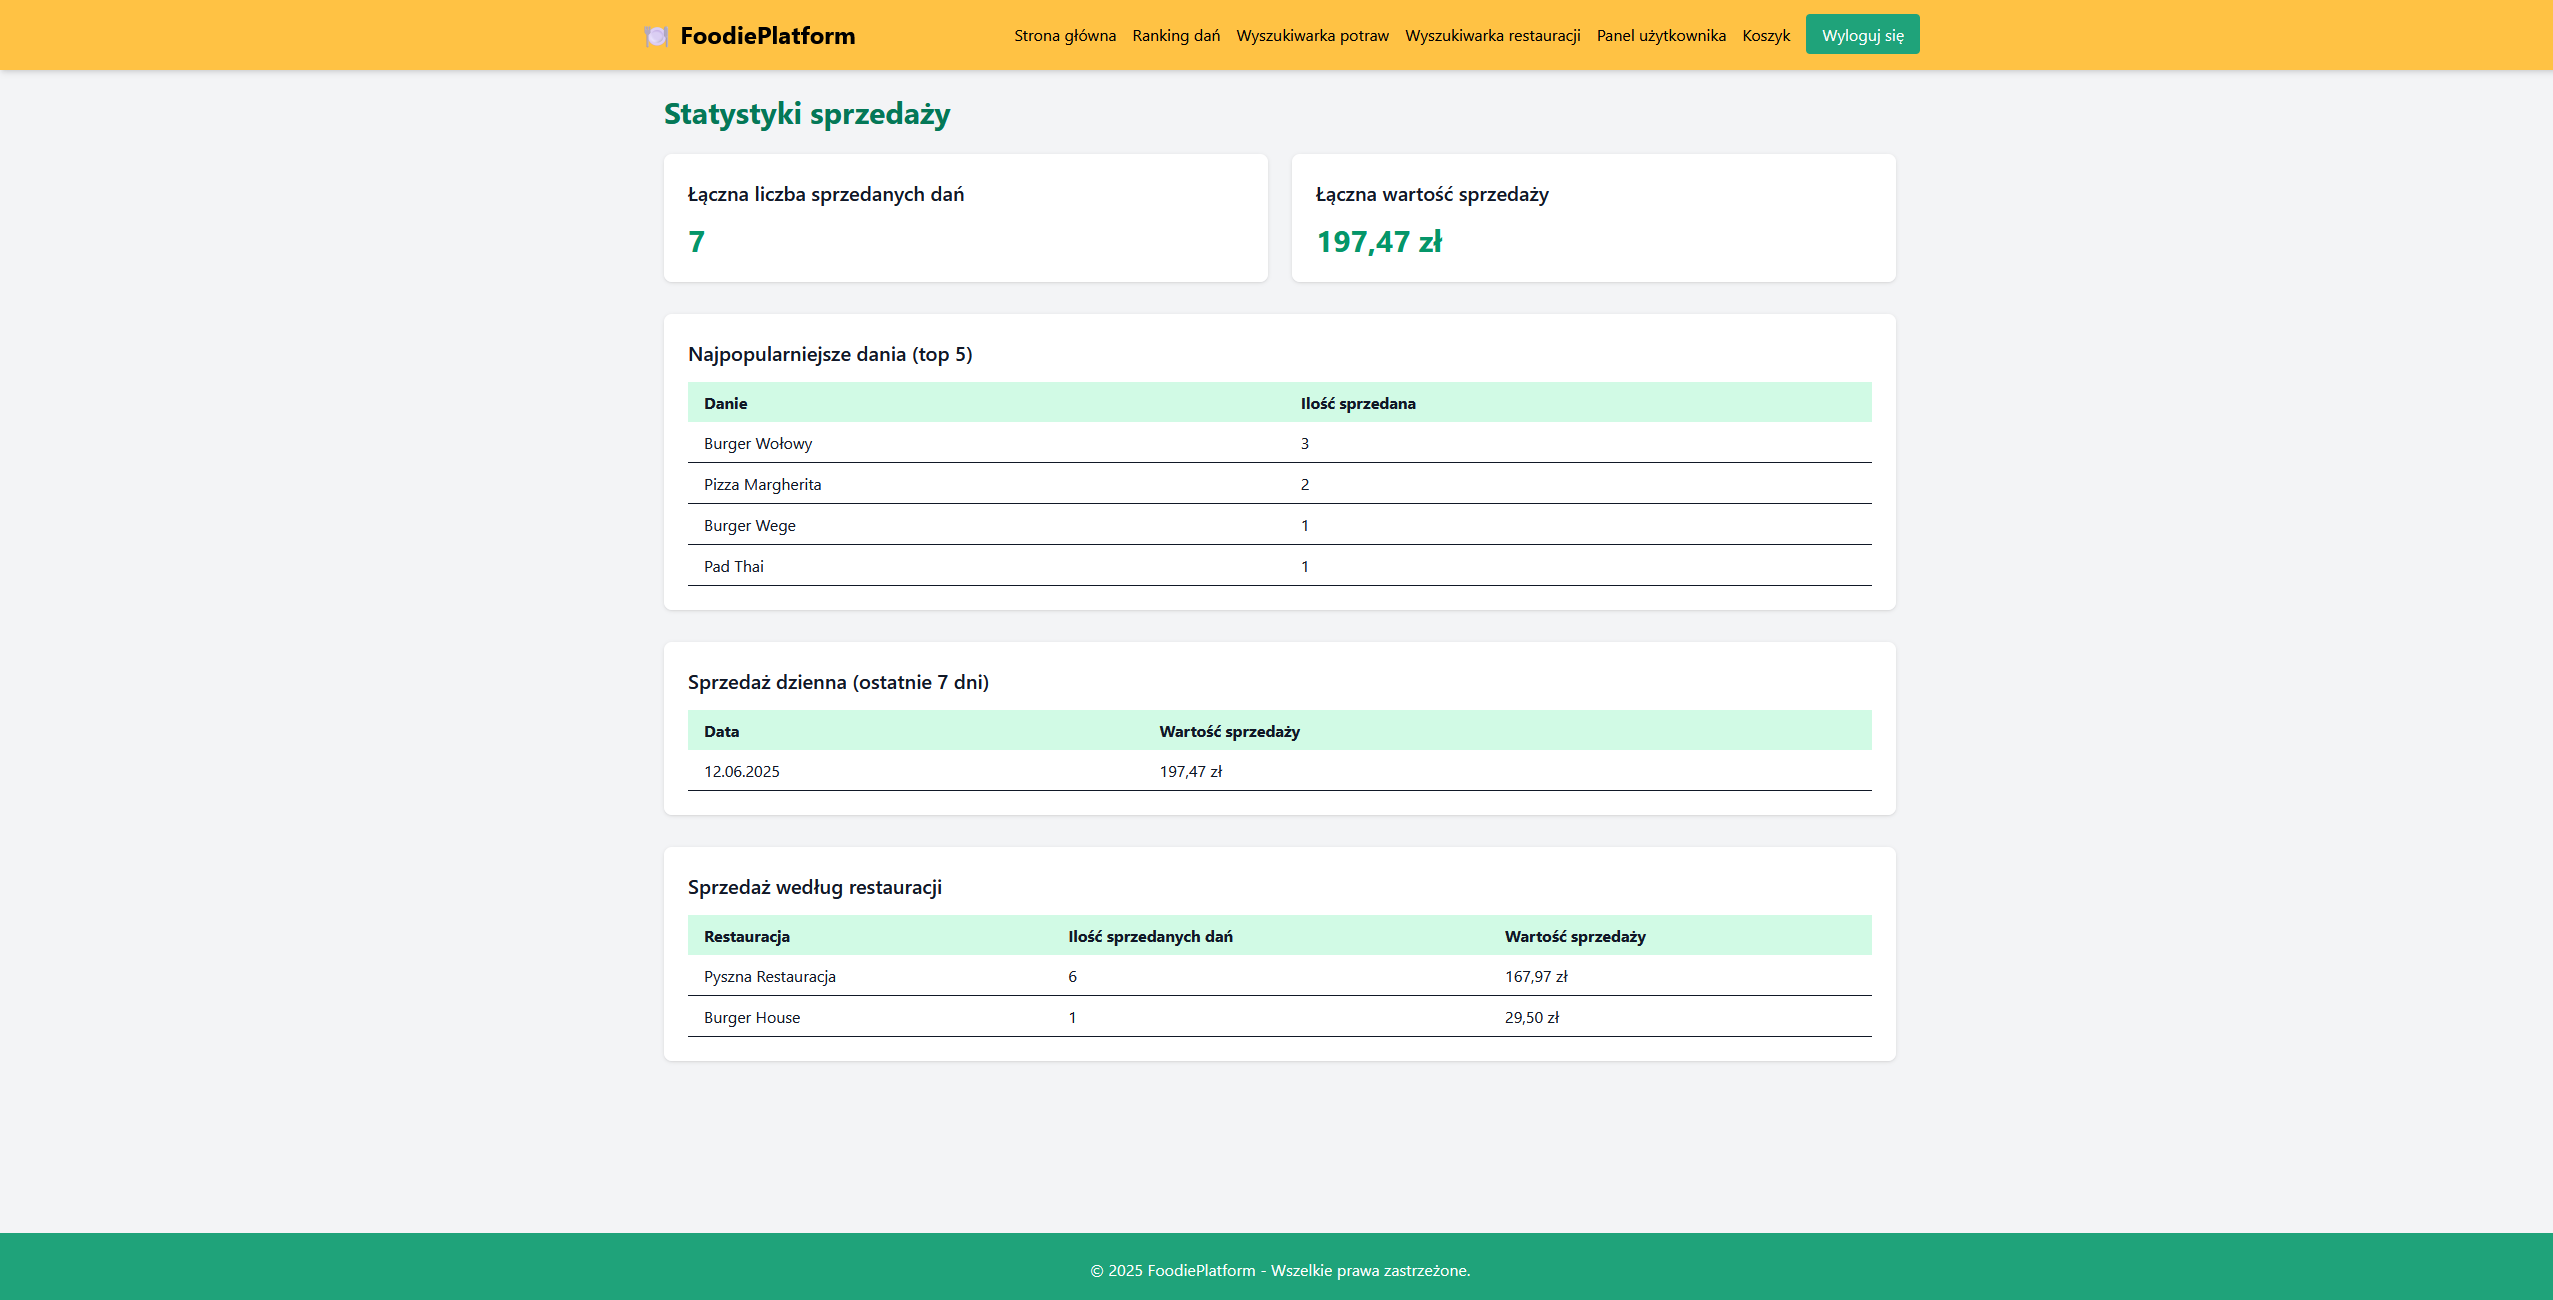 FoodiePlatform
Strona główna Ranking dań Wyszukiwarka potraw Wyszukiwarka restauracji Panel użytkownika Koszyk Wyloguj się
Statystyki sprzedaży
Łączna liczba sprzedanych dań
7
Łączna wartość sprzedaży
197,47 zł
Najpopularniejsze dania (top 5)
Danie Ilość sprzedana
Burger Wołowy 3
Pizza Margherita 2
Burger Wege 1
Pad Thai 1
Sprzedaż dzienna (ostatnie 7 dni)
Data Wartość sprzedaży
12.06.2025 197,47 zł
Sprzedaż według restauracji
Restauracja Ilość sprzedanych dań Wartość sprzedaży
Pyszna Restauracja 6 167,97 zł
Burger House 1 29,50 zł
© 2025 FoodiePlatform - Wszelkie prawa zastrzeżone.